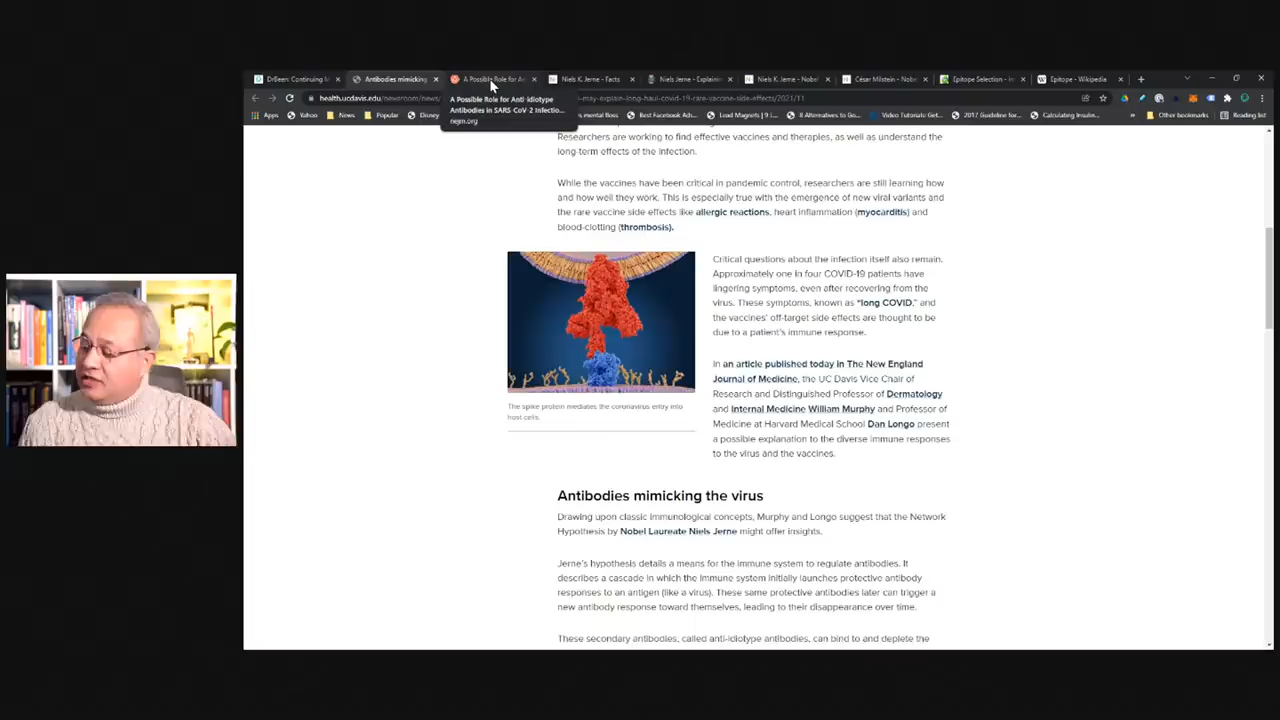 DrBeen: Continuing M
Antibodies mimicking
A Possible Role for An
Niels K. Jerne - Facts
Niels Jerne - Explain
Niels K. Jerne - Nobel
César Milstein - Nobel
Epitope Selection - In
Epitope - Wikipedia
health.ucdavis.edu/newsroom/news
-may-explain-long-haul-covid-19-rare-vaccine-side-effects/2021/11
A Possible Role for Anti-idiotype
Antibodies in SARS-CoV-2 Infectio...
nejm.org
Apps
Yahoo
News
Popular
Disney
mental Boss
Best Facebook Ads...
Lead Magnets | 9 I...
8 Alternatives to Go...
Video Tutorials Get...
2017 Guideline for...
Calculating Insulin...
Other bookmarks
Reading list
Researchers are working to find effective vaccines and therapies, as well as understand the
long-term effects of the infection.
While the vaccines have been critical in pandemic control, researchers are still learning how
and how well they work. This is especially true with the emergence of new viral variants and
the rare vaccine side effects like allergic reactions, heart inflammation (myocarditis) and
blood-clotting (thrombosis).
Critical questions about the infection itself also remain.
Approximately one in four COVID-19 patients have
lingering symptoms, even after recovering from the
virus. These symptoms, known as “long COVID,” and
the vaccines' off-target side effects are thought to be
due to a patient's immune response.
In an article published today in The New England
Journal of Medicine, the UC Davis Vice Chair of
Research and Distinguished Professor of Dermatology
and Internal Medicine William Murphy and Professor of
Medicine at Harvard Medical School Dan Longo present
a possible explanation to the diverse immune responses
to the virus and the vaccines.
The spike protein mediates the coronavirus entry into
host cells.
Antibodies mimicking the virus
Drawing upon classic immunological concepts, Murphy and Longo suggest that the Network
Hypothesis by Nobel Laureate Niels Jerne might offer insights.
Jerne's hypothesis details a means for the immune system to regulate antibodies. It
describes a cascade in which the immune system initially launches protective antibody
responses to an antigen (like a virus). These same protective antibodies later can trigger a
new antibody response toward themselves, leading to their disappearance over time.
These secondary antibodies, called anti-idiotype antibodies, can bind to and deplete the